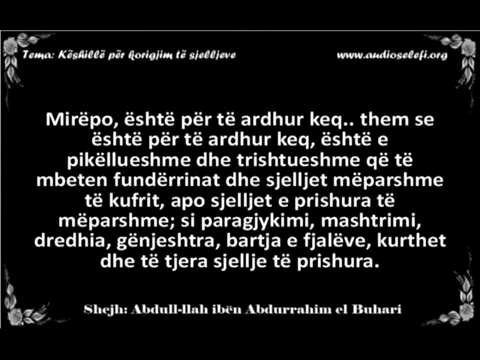 Tema: Këshillë për korigjim të sjelljeve
www.audioselefi.org
Mirëpo, është për të ardhur keq.. them se
është për të ardhur keq, është e
pikëllueshme dhe trishtueshme që të
mbeten fundërrinat dhe sjelljet mëparshme
të kufrit, apo sjelljet e prishura të
mëparshme; si paragjykimi, mashtrimi,
dredhia, gënjeshtra, bartja e fjalëve, kurthet
dhe të tjera sjellje të prishura.
Shejh: Abdull-llah ibën Abdurrahim el Buhari